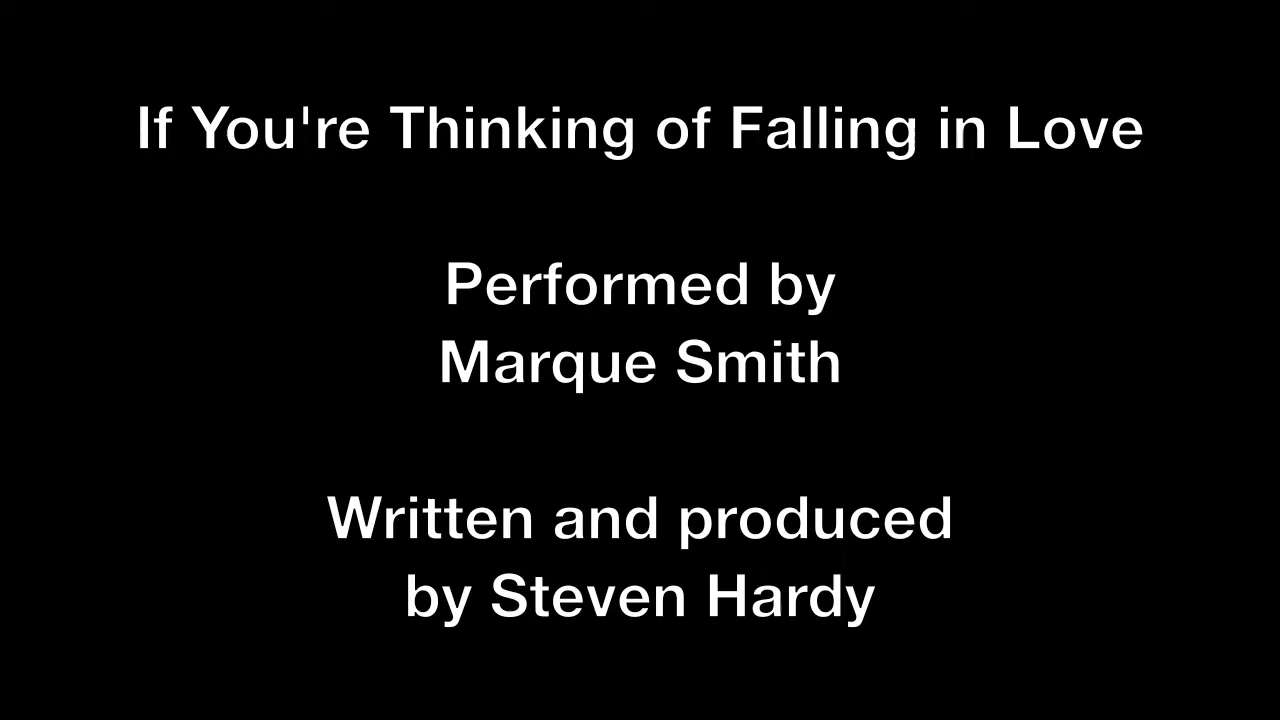 If You're Thinking of Falling in Love
Performed by
Marque Smith
Written and produced
by Steven Hardy